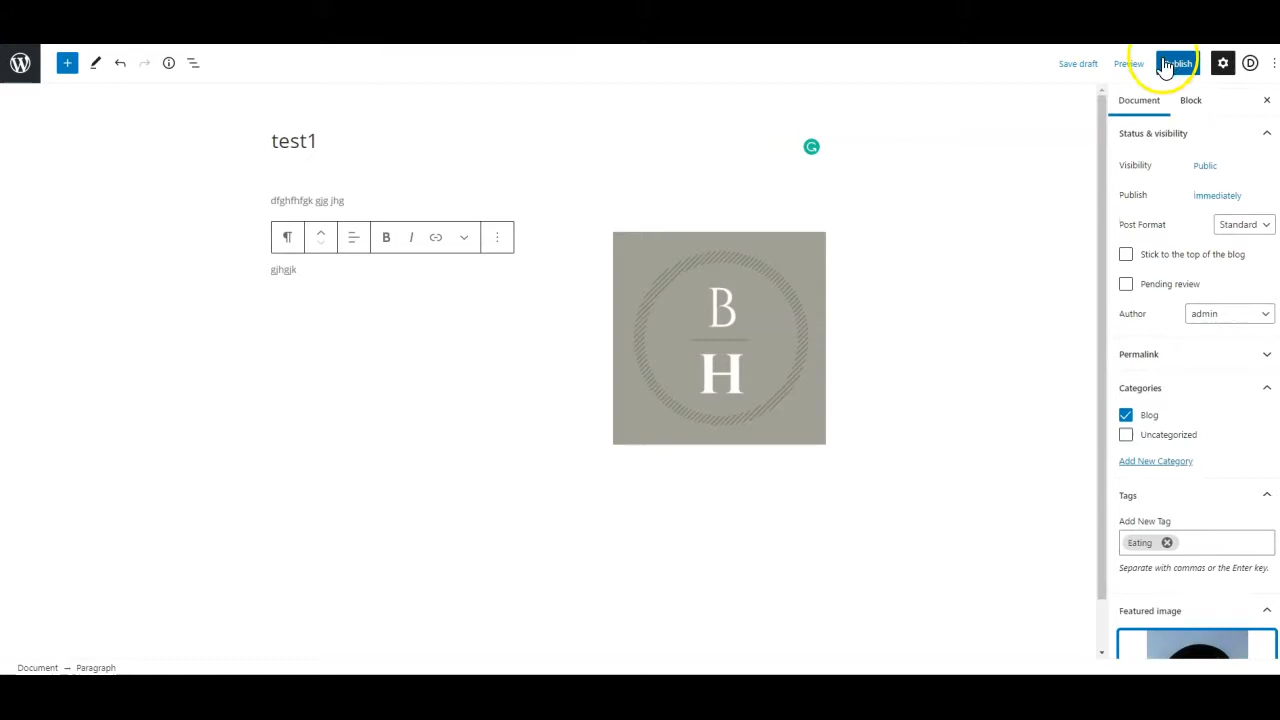 Save draft
Preview
test1
Document
Block
Status & visibility
dfghfhfgk gjg jhg
Visibility
Public
Publish
Immediately
Post Format
Standard
B
I
gjhgjk
Stick to the top of the blog
Pending review
Author
admin
B
H
Permalink
Categories
Blog
Uncategorized
Add New Category
Tags
Add New Tag
Eating
Separate with commas or the Enter key.
Featured image
Document → Paragraph